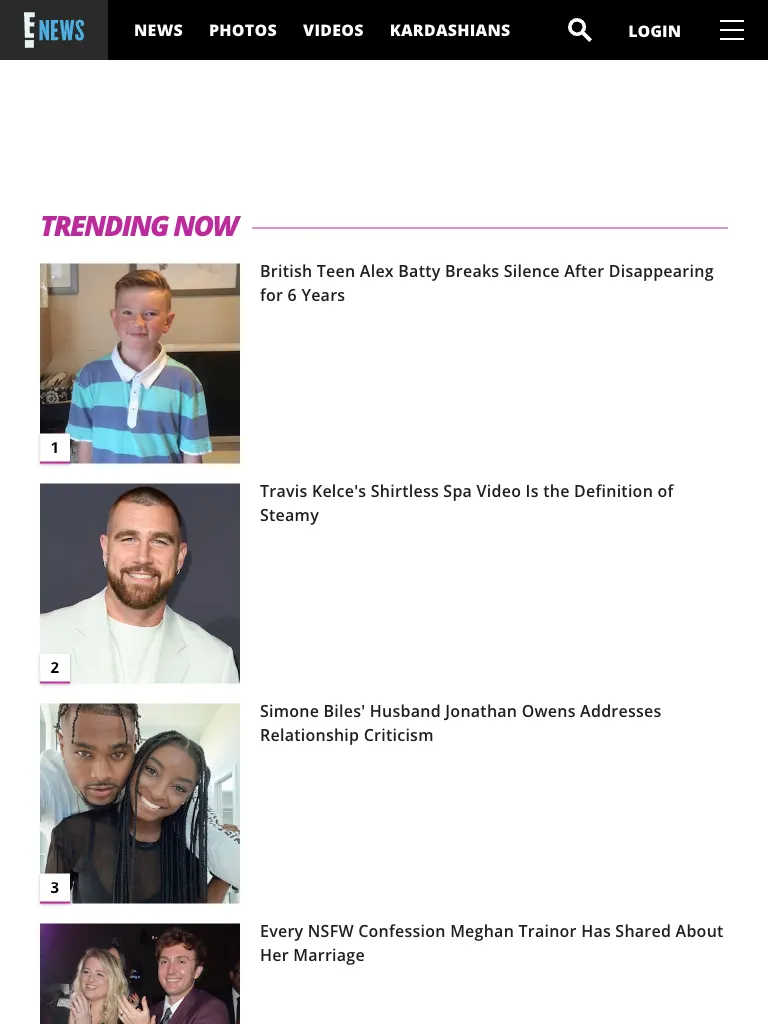 E! NEWS
NEWS PHOTOS VIDEOS KARDASHIANS LOGIN
TRENDING NOW
British Teen Alex Batty Breaks Silence After Disappearing
for 6 Years
1
Travis Kelce's Shirtless Spa Video Is the Definition of
Steamy
2
Simone Biles' Husband Jonathan Owens Addresses
Relationship Criticism
3
Every NSFW Confession Meghan Trainor Has Shared About
Her Marriage